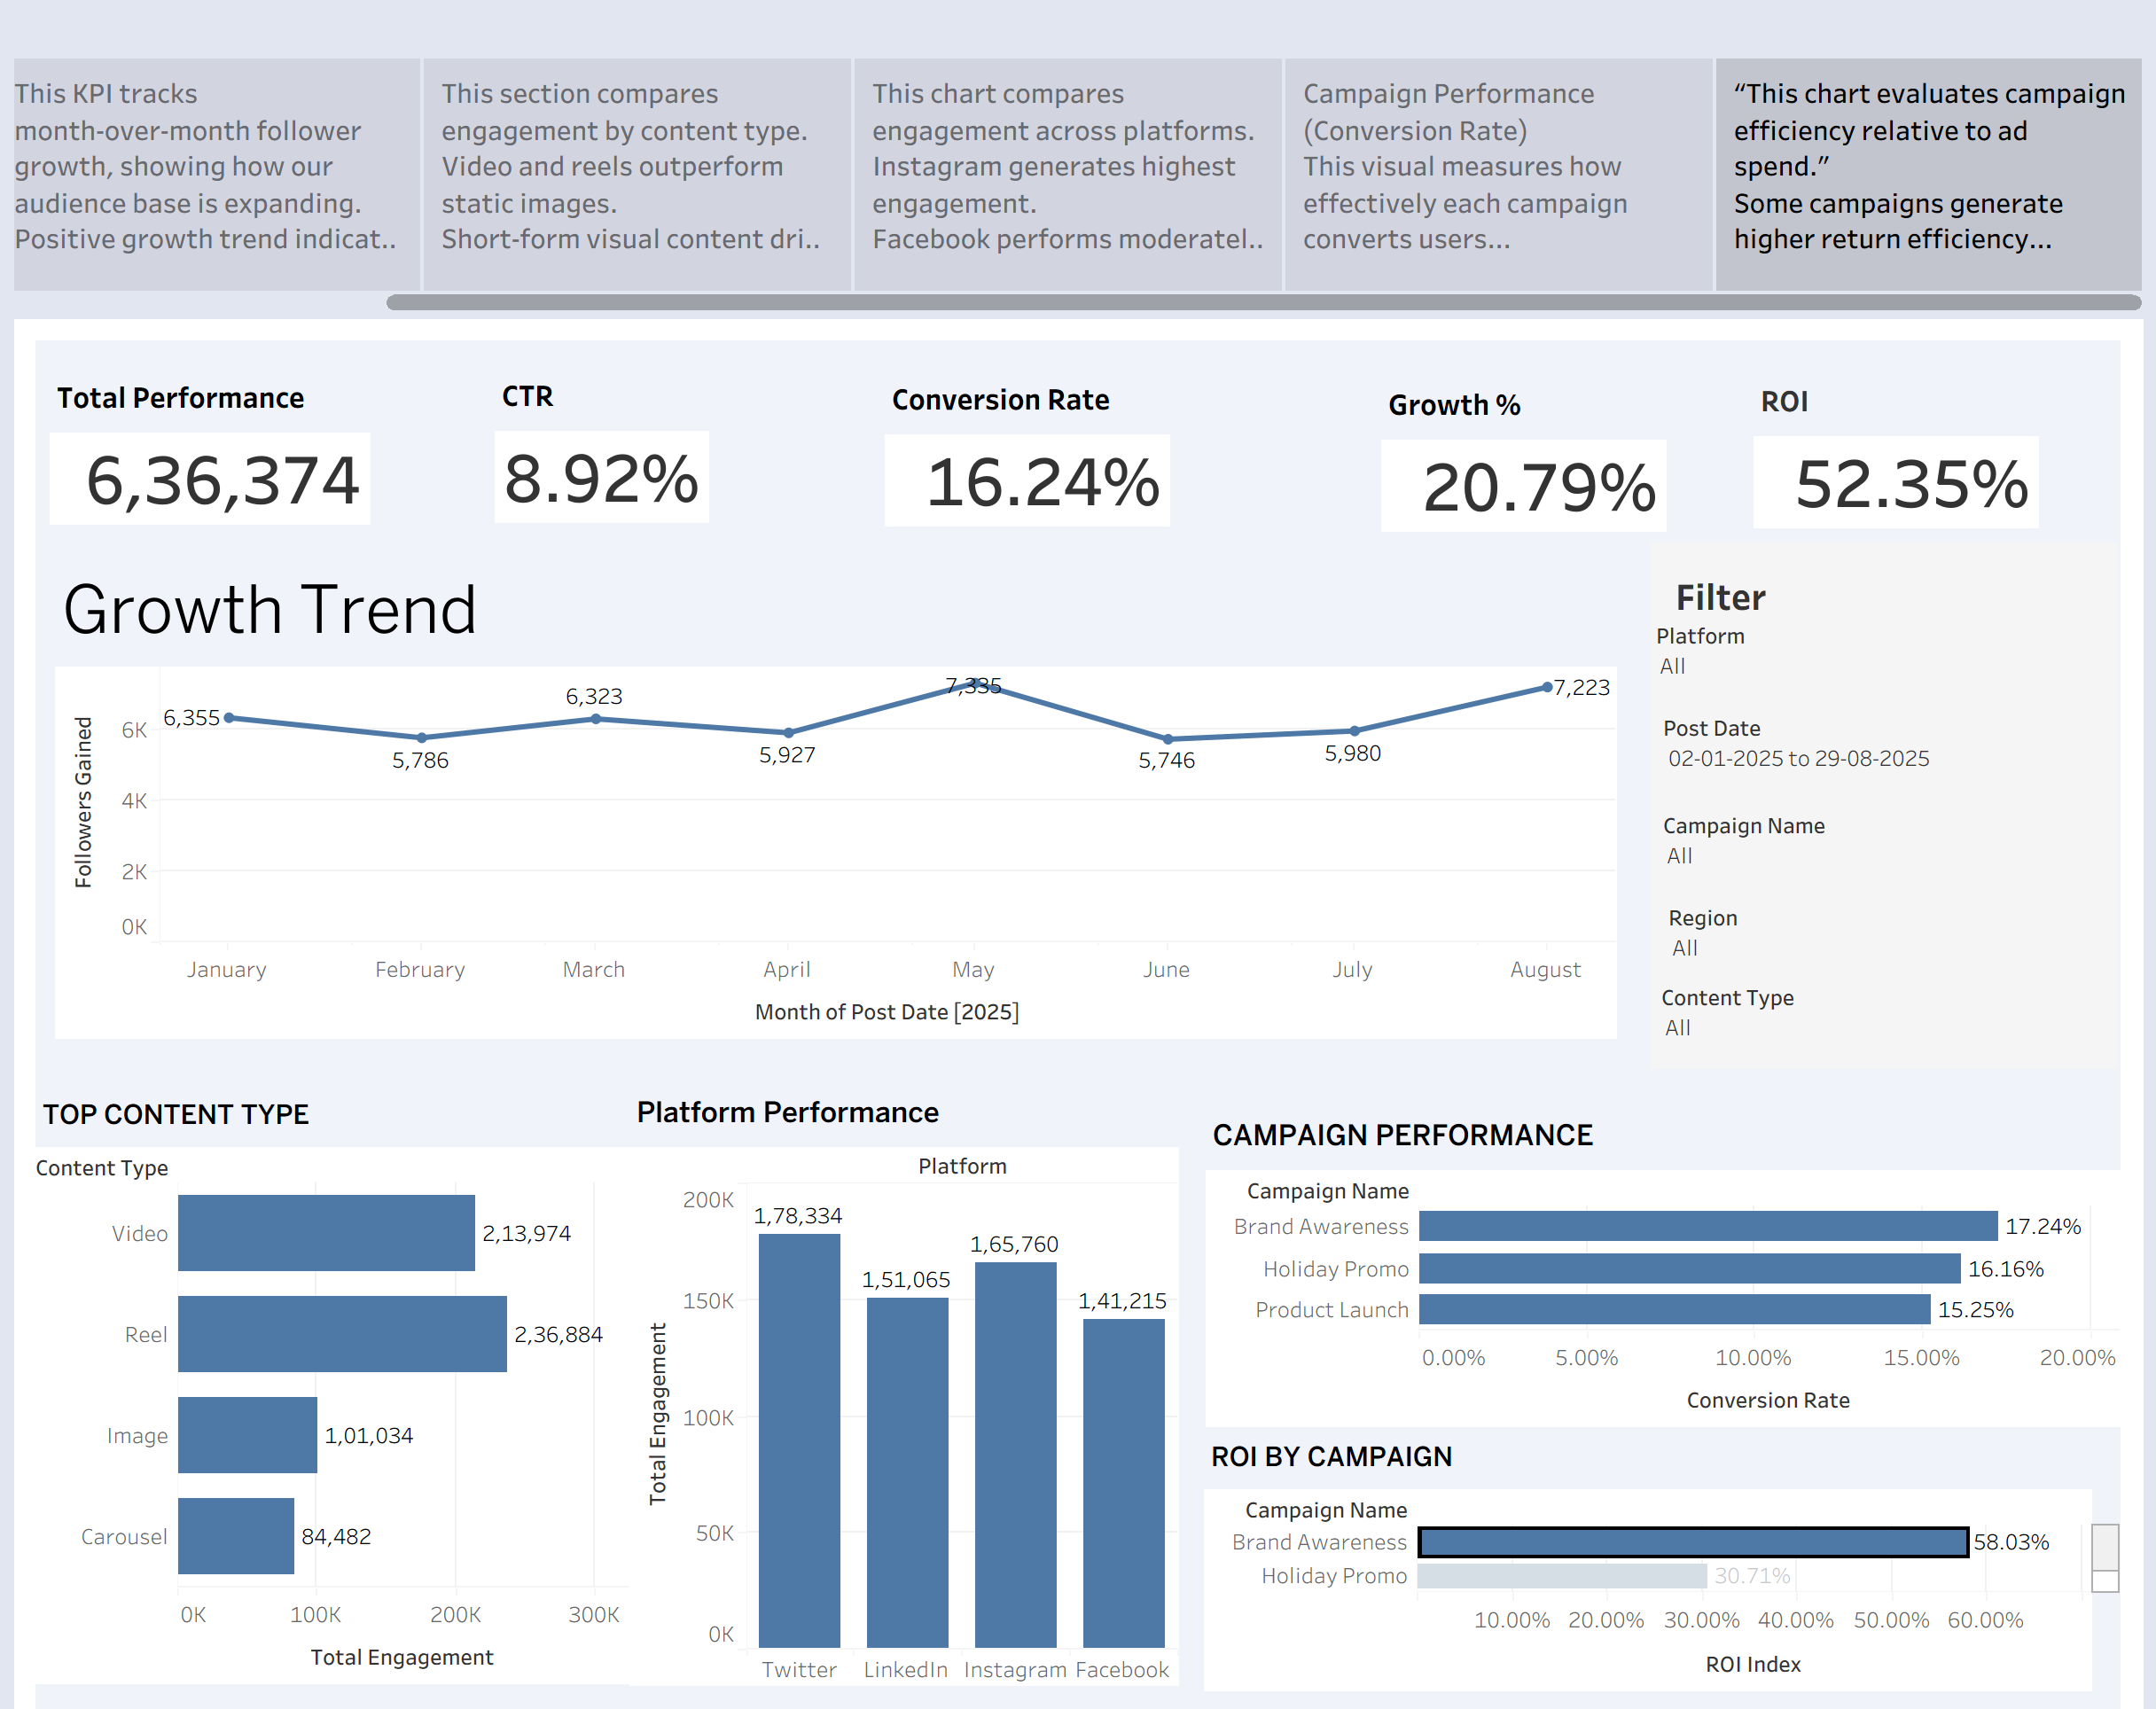 This KPI tracks
month-over-month follower
growth, showing how our
audience base is expanding.
Positive growth trend indicat..
This section compares
engagement by content type.
Video and reels outperform
static images.
Short-form visual content dri..
This chart compares
engagement across platforms.
Instagram generates highest
engagement.
Facebook performs moderatel..
Campaign Performance
(Conversion Rate)
This visual measures how
effectively each campaign
converts users...
“This chart evaluates campaign
efficiency relative to ad
spend.”
Some campaigns generate
higher return efficiency...
Total Performance
6,36,374
CTR
8.92%
Conversion Rate
16.24%
Growth %
20.79%
ROI
52.35%
Growth Trend
Followers Gained
6K
4K
2K
0K
6,355
5,786
6,323
5,927
7,335
5,746
5,980
7,223
January February March April May June July August
Month of Post Date [2025]
Filter
Platform
All
Post Date
02-01-2025 to 29-08-2025
Campaign Name
All
Region
All
Content Type
All
TOP CONTENT TYPE
Content Type
Video 2,13,974
Reel 2,36,884
Image 1,01,034
Carousel 84,482
0K 100K 200K 300K
Total Engagement
Platform Performance
Platform
Total Engagement
200K
150K
100K
50K
0K
1,78,334
1,51,065
1,65,760
1,41,215
Twitter LinkedIn Instagram Facebook
CAMPAIGN PERFORMANCE
Campaign Name
Brand Awareness 17.24%
Holiday Promo 16.16%
Product Launch 15.25%
0.00% 5.00% 10.00% 15.00% 20.00%
Conversion Rate
ROI BY CAMPAIGN
Campaign Name
Brand Awareness 58.03%
Holiday Promo 30.71%
10.00% 20.00% 30.00% 40.00% 50.00% 60.00%
ROI Index